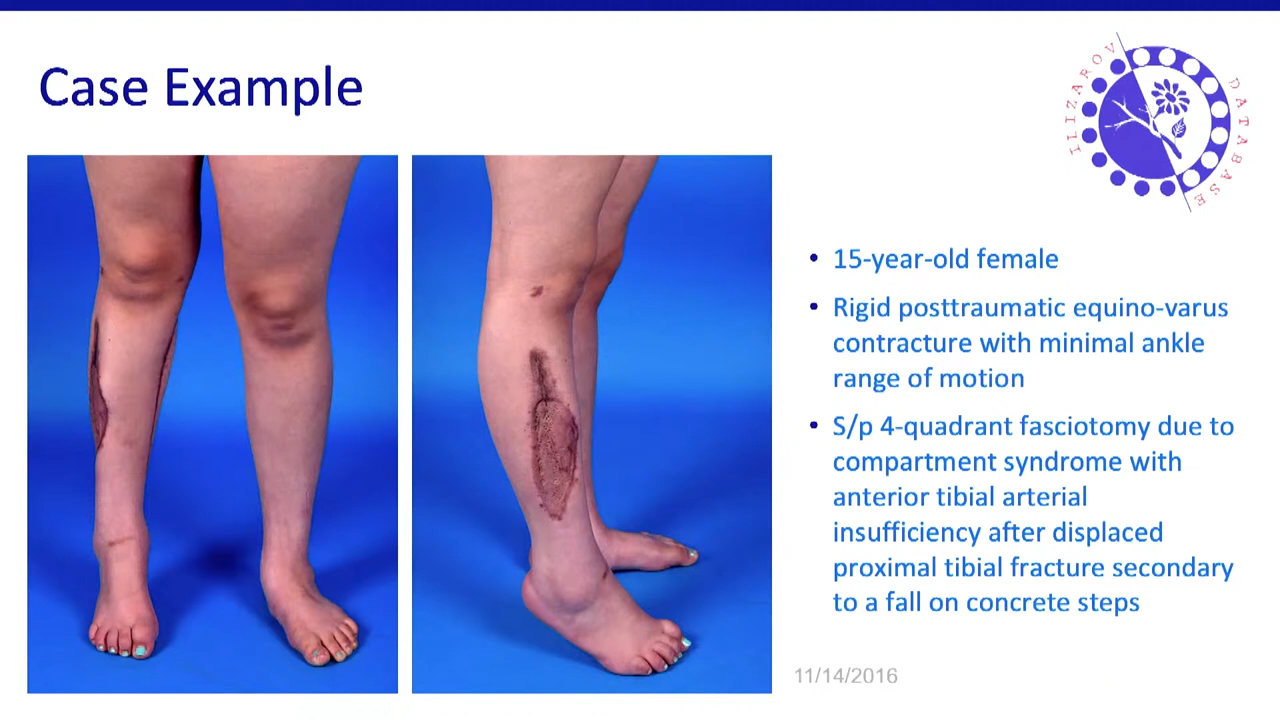 Case Example
ILIZAROV
DATABASE
• 15-year-old female
• Rigid posttraumatic equino-varus
contracture with minimal ankle
range of motion
• S/p 4-quadrant fasciotomy due to
compartment syndrome with
anterior tibial arterial
insufficiency after displaced
proximal tibial fracture secondary
to a fall on concrete steps
11/14/2016